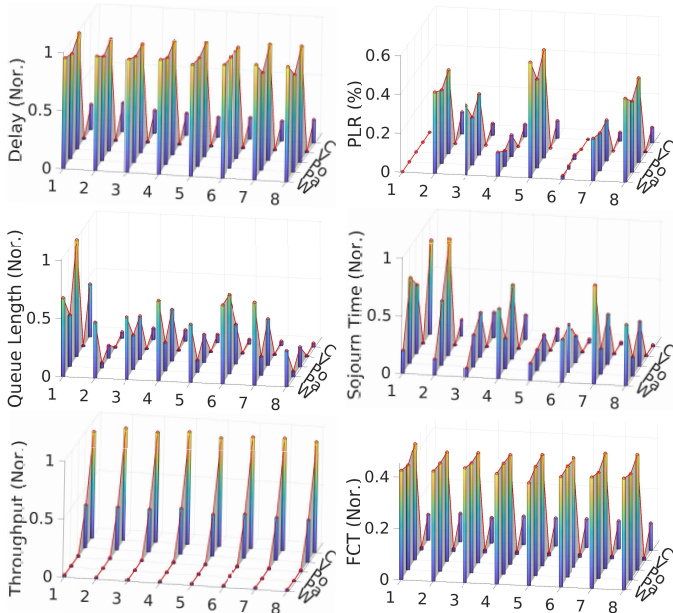 Delay (Nor.)
1
0.5
0
1 2 3 4 5 6 7 8
PLR (%)
0.6
0.4
0.2
0
1 2 3 4 5 6 7 8
Queue Length (Nor.)
1
0.5
0
1 2 3 4 5 6 7 8
Sojourn Time (Nor.)
1
0.5
0
1 2 3 4 5 6 7 8
Throughput (Nor.)
1
0.5
0
1 2 3 4 5 6 7 8
FCT (Nor.)
0.4
0.2
0
1 2 3 4 5 6 7 8